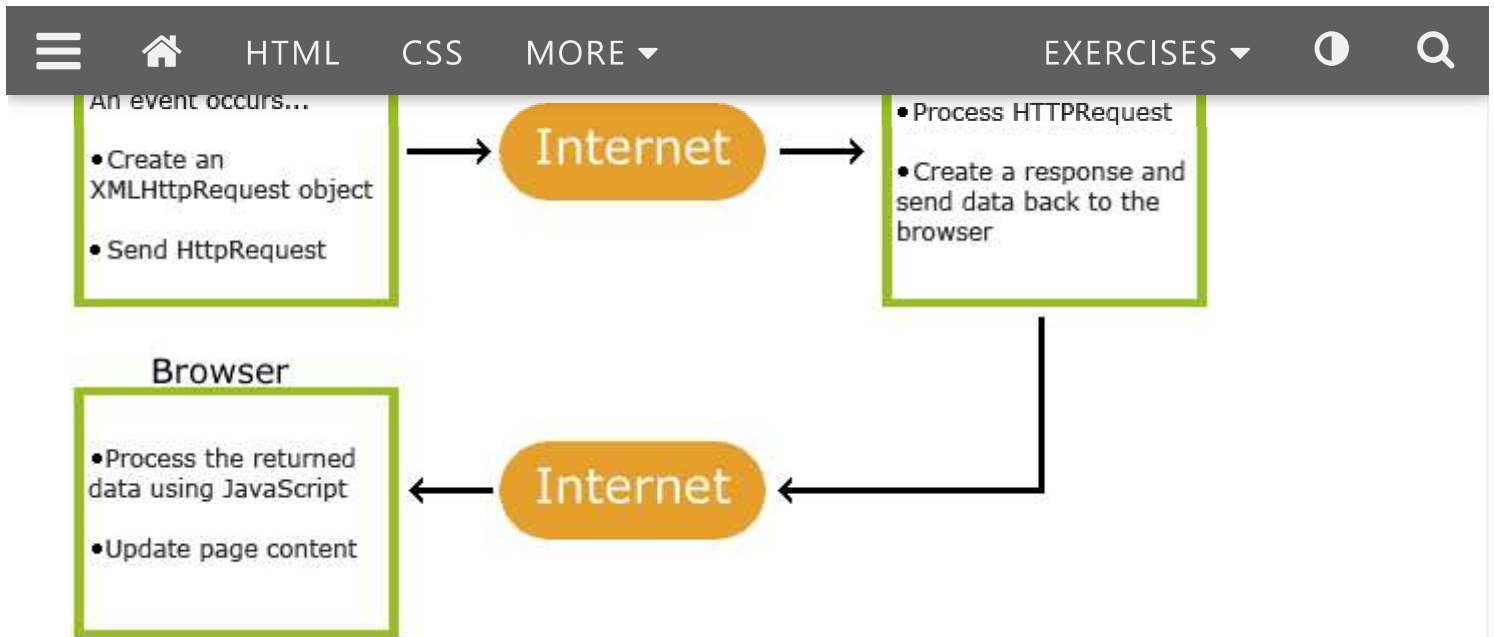 HTML CSS MORE EXERCISES
An event occurs...
•Create an
XMLHttpRequest object
• Send HttpRequest
Internet
•Process HTTPRequest
•Create a response and
send data back to the
browser
Browser
•Process the returned
data using JavaScript
•Update page content
Internet